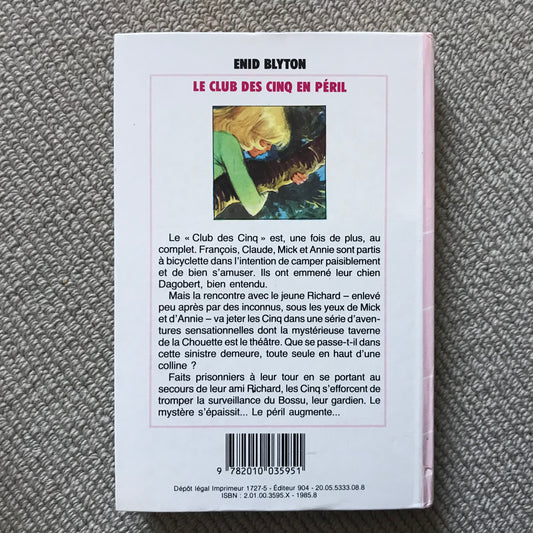 ENID BLYTON
LE CLUB DES CINQ EN PÉRIL
Le « Club des Cinq » est, une fois de plus, au
complet. François, Claude, Mick et Annie sont partis
à bicyclette dans l'intention de camper paisiblement
et de bien s'amuser. Ils ont emmené leur chien
Dagobert, bien entendu.
Mais la rencontre avec le jeune Richard – enlevé
peu après par des inconnus, sous les yeux de Mick
et d'Annie – va jeter les Cinq dans une série d'aven-
tures sensationnelles dont la mystérieuse taverne
de la Chouette est le théâtre. Que se passe-t-il dans
cette sinistre demeure, toute seule en haut d'une
colline ?
Faits prisonniers à leur tour en se portant au
secours de leur ami Richard, les Cinq s'efforcent de
tromper la surveillance du Bossu, leur gardien. Le
mystère s'épaissit... Le péril augmente...
9 782010 035951
Dépôt légal Imprimeur 1727-5 - Éditeur 904 - 20.05.5333.08.8
ISBN : 2.01.00.3595.X - 1985.8